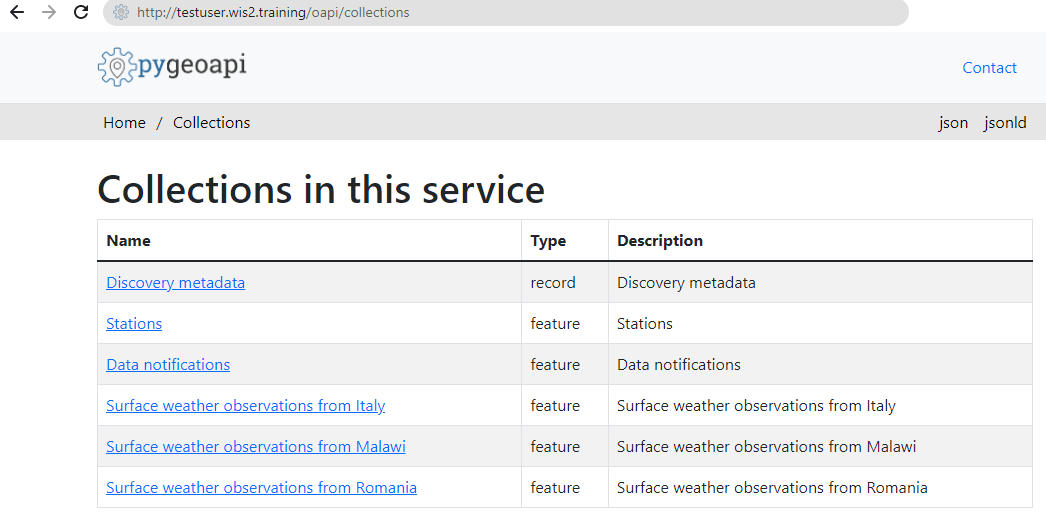 http://testuser.wis2.training/oapi/collections
pygeoapi
Contact
Home / Collections
json jsonld
Collections in this service
Name Type Description
Discovery metadata record Discovery metadata
Stations feature Stations
Data notifications feature Data notifications
Surface weather observations from Italy feature Surface weather observations from Italy
Surface weather observations from Malawi feature Surface weather observations from Malawi
Surface weather observations from Romania feature Surface weather observations from Romania